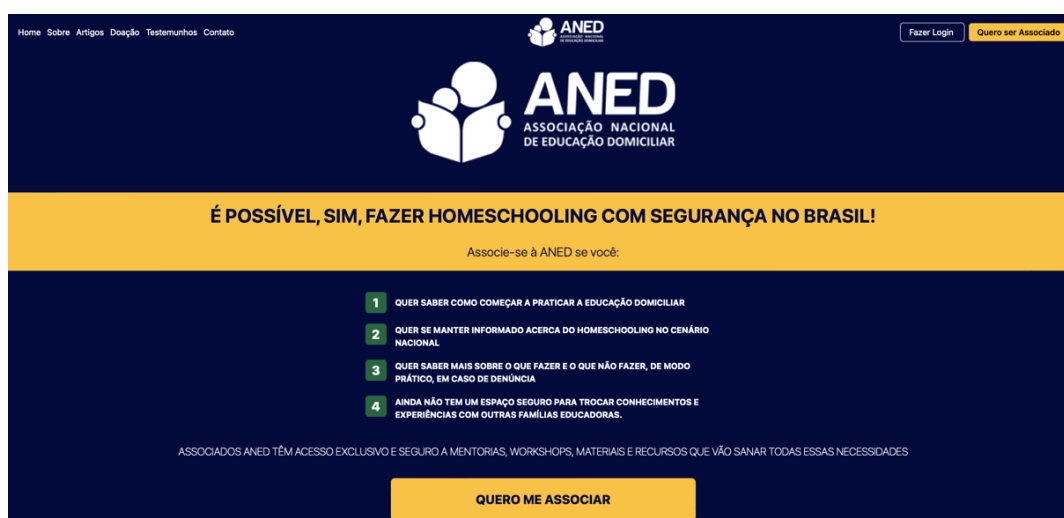 Home Sobre Artigos Doação Testemunhos Contato
ANED
ASSOCIAÇÃO NACIONAL
DE EDUCAÇÃO DOMICILIAR
Fazer Login
Quero ser Associado
ANED
ASSOCIAÇÃO NACIONAL
DE EDUCAÇÃO DOMICILIAR
É POSSÍVEL, SIM, FAZER HOMESCHOOLING COM SEGURANÇA NO BRASIL!
Associe-se à ANED se você:
1 QUER SABER COMO COMEÇAR A PRATICAR A EDUCAÇÃO DOMICILIAR
2 QUER SE MANTER INFORMADO ACERCA DO HOMESCHOOLING NO CENÁRIO
NACIONAL
3 QUER SABER MAIS SOBRE O QUE FAZER E O QUE NÃO FAZER, DE MODO
PRÁTICO, EM CASO DE DENÚNCIA
4 AINDA NÃO TEM UM ESPAÇO SEGURO PARA TROCAR CONHECIMENTOS E
EXPERIÊNCIAS COM OUTRAS FAMÍLIAS EDUCADORAS.
ASSOCIADOS ANED TÊM ACESSO EXCLUSIVO E SEGURO A MENTORIAS, WORKSHOPS, MATERIAIS E RECURSOS QUE VÃO SANAR TODAS ESSAS NECESSIDADES
QUERO ME ASSOCIAR